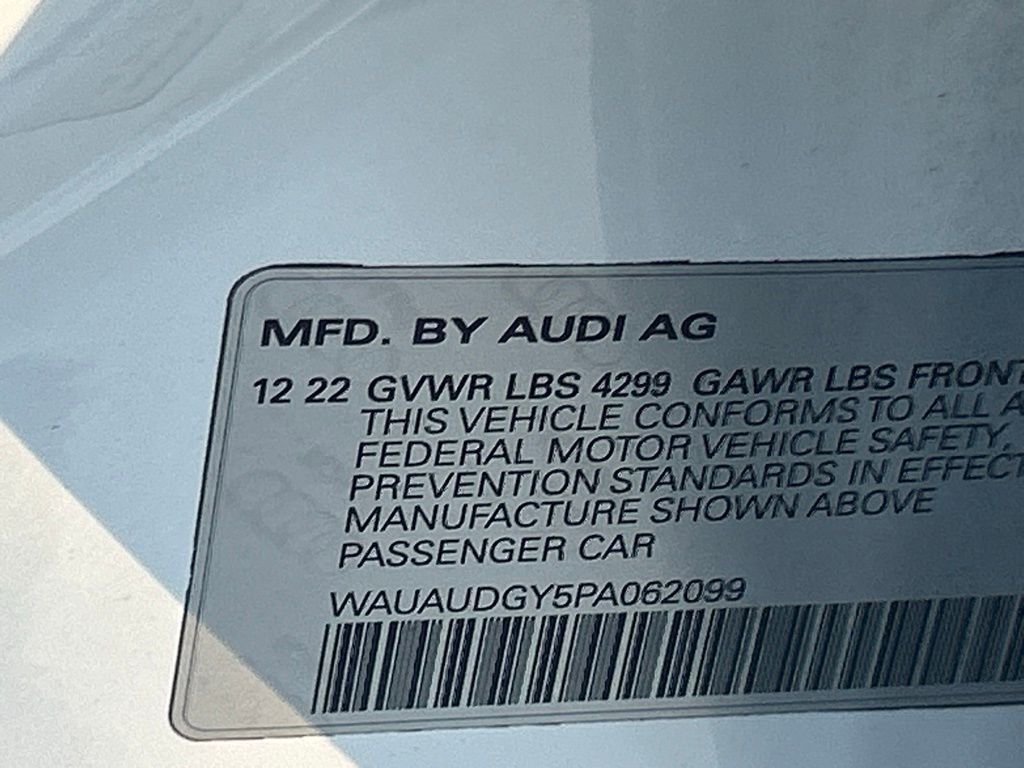 MFD. BY AUDI AG
12 22 GVWR LBS 4299 GAWR LBS FRONT
THIS VEHICLE CONFORMS TO ALL A
FEDERAL MOTOR VEHICLE SAFETY,
PREVENTION STANDARDS IN EFFECT
MANUFACTURE SHOWN ABOVE
PASSENGER CAR
WAUAUDGY5PA062099